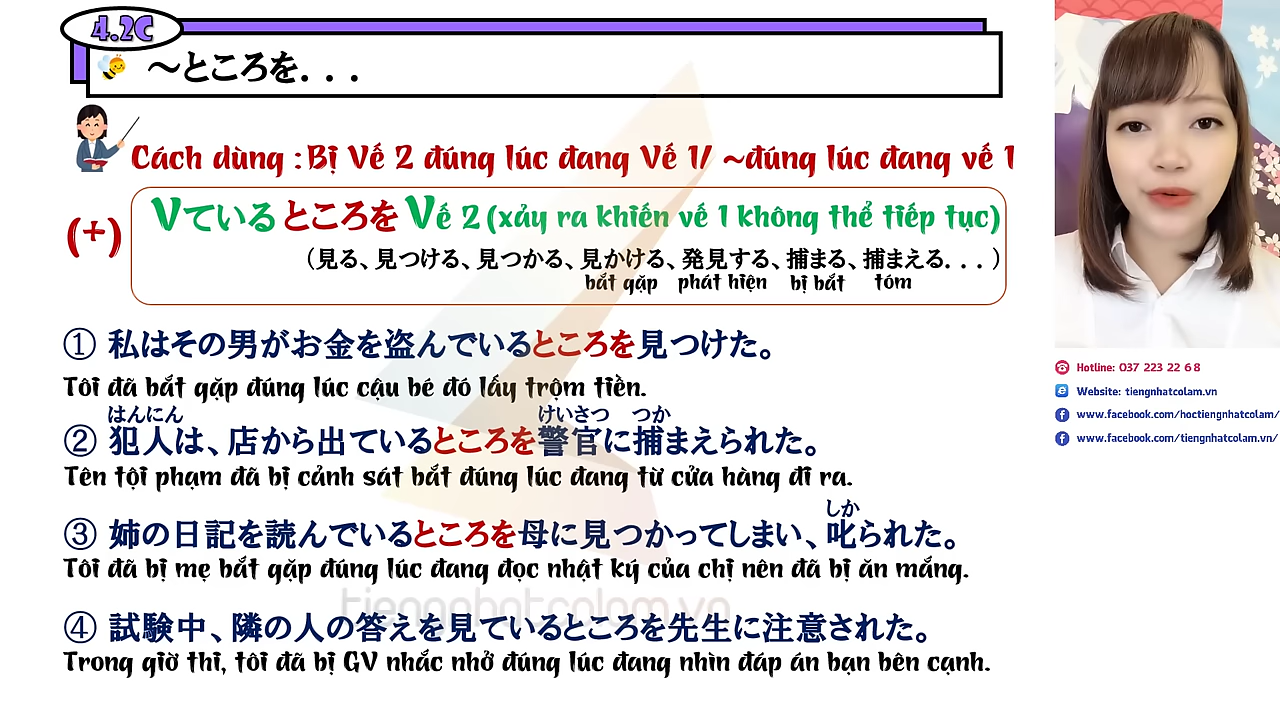 4.2C
～ところを. . .
Cách dùng : Bị Vế 2 đúng lúc đang Vế 1/ ~đúng lúc đang vế 1
(+)
Vているところを Vế 2 (xảy ra khiến vế 1 không thể tiếp tục)
（見る、見つける、見つかる、見かける、発見する、捕まる、捕まえる. . . ）
bắt gặp phát hiện bị bắt tóm
① 私はその男がお金を盗んでいるところを見つけた。
Tôi đã bắt gặp đúng lúc cậu bé đó lấy trộm tiền.
はんにん けいさつ つか
② 犯人は、店から出ているところを警官に捕まえられた。
Tên tội phạm đã bị cảnh sát bắt đúng lúc đang từ cửa hàng đi ra.
しか
③ 姉の日記を読んでいるところを母に見つかってしまい、叱られた。
Tôi đã bị mẹ bắt gặp đúng lúc đang đọc nhật ký của chị nên đã bị ăn mắng.
④ 試験中、隣の人の答えを見ているところを先生に注意された。
Trong giờ thi, tôi đã bị GV nhắc nhở đúng lúc đang nhìn đáp án bạn bên cạnh.
tiengnhatcolam.vn
Hotline: 037 223 22 68
Website: tiengnhatcolam.vn
www.facebook.com/hoctiengnhatcolam/
www.facebook.com/tiengnhatcolam.vn/